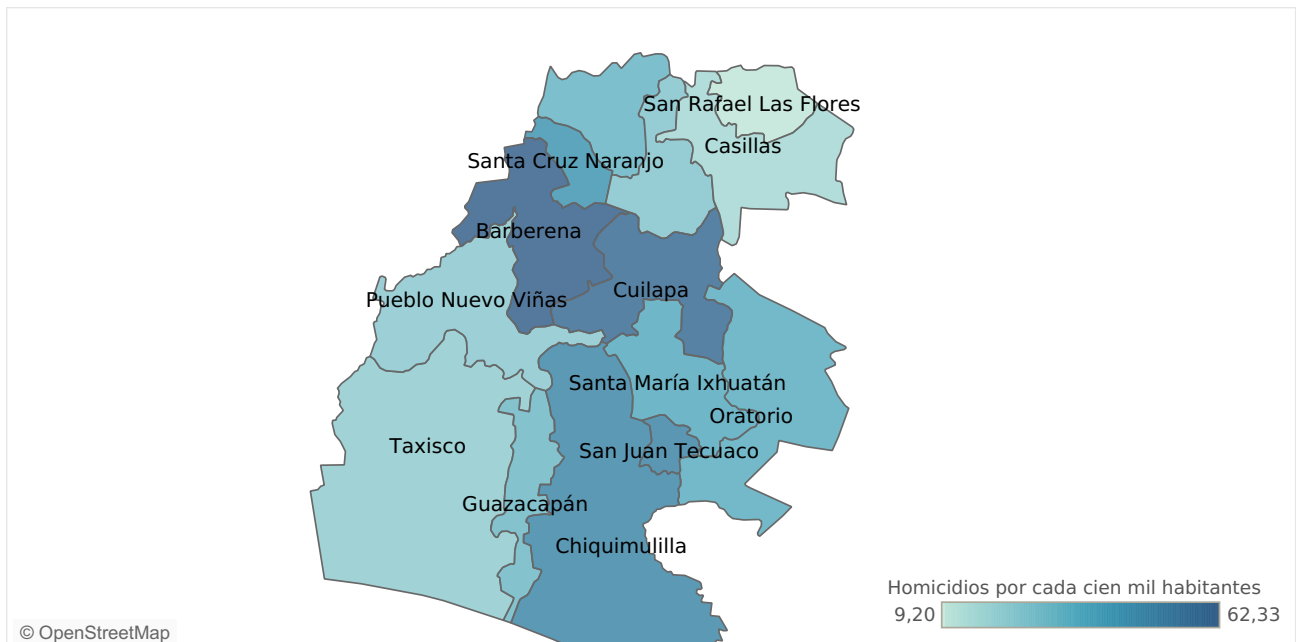 San Rafael Las Flores
Casillas
Santa Cruz Naranjo
Barberena
Cuilapa
Pueblo Nuevo Viñas
Santa María Ixhuatán
Oratorio
Taxisco
San Juan Tecuaco
Guazacapán
Chiquimulilla
Homicidios por cada cien mil habitantes
9,20 62,33
© OpenStreetMap